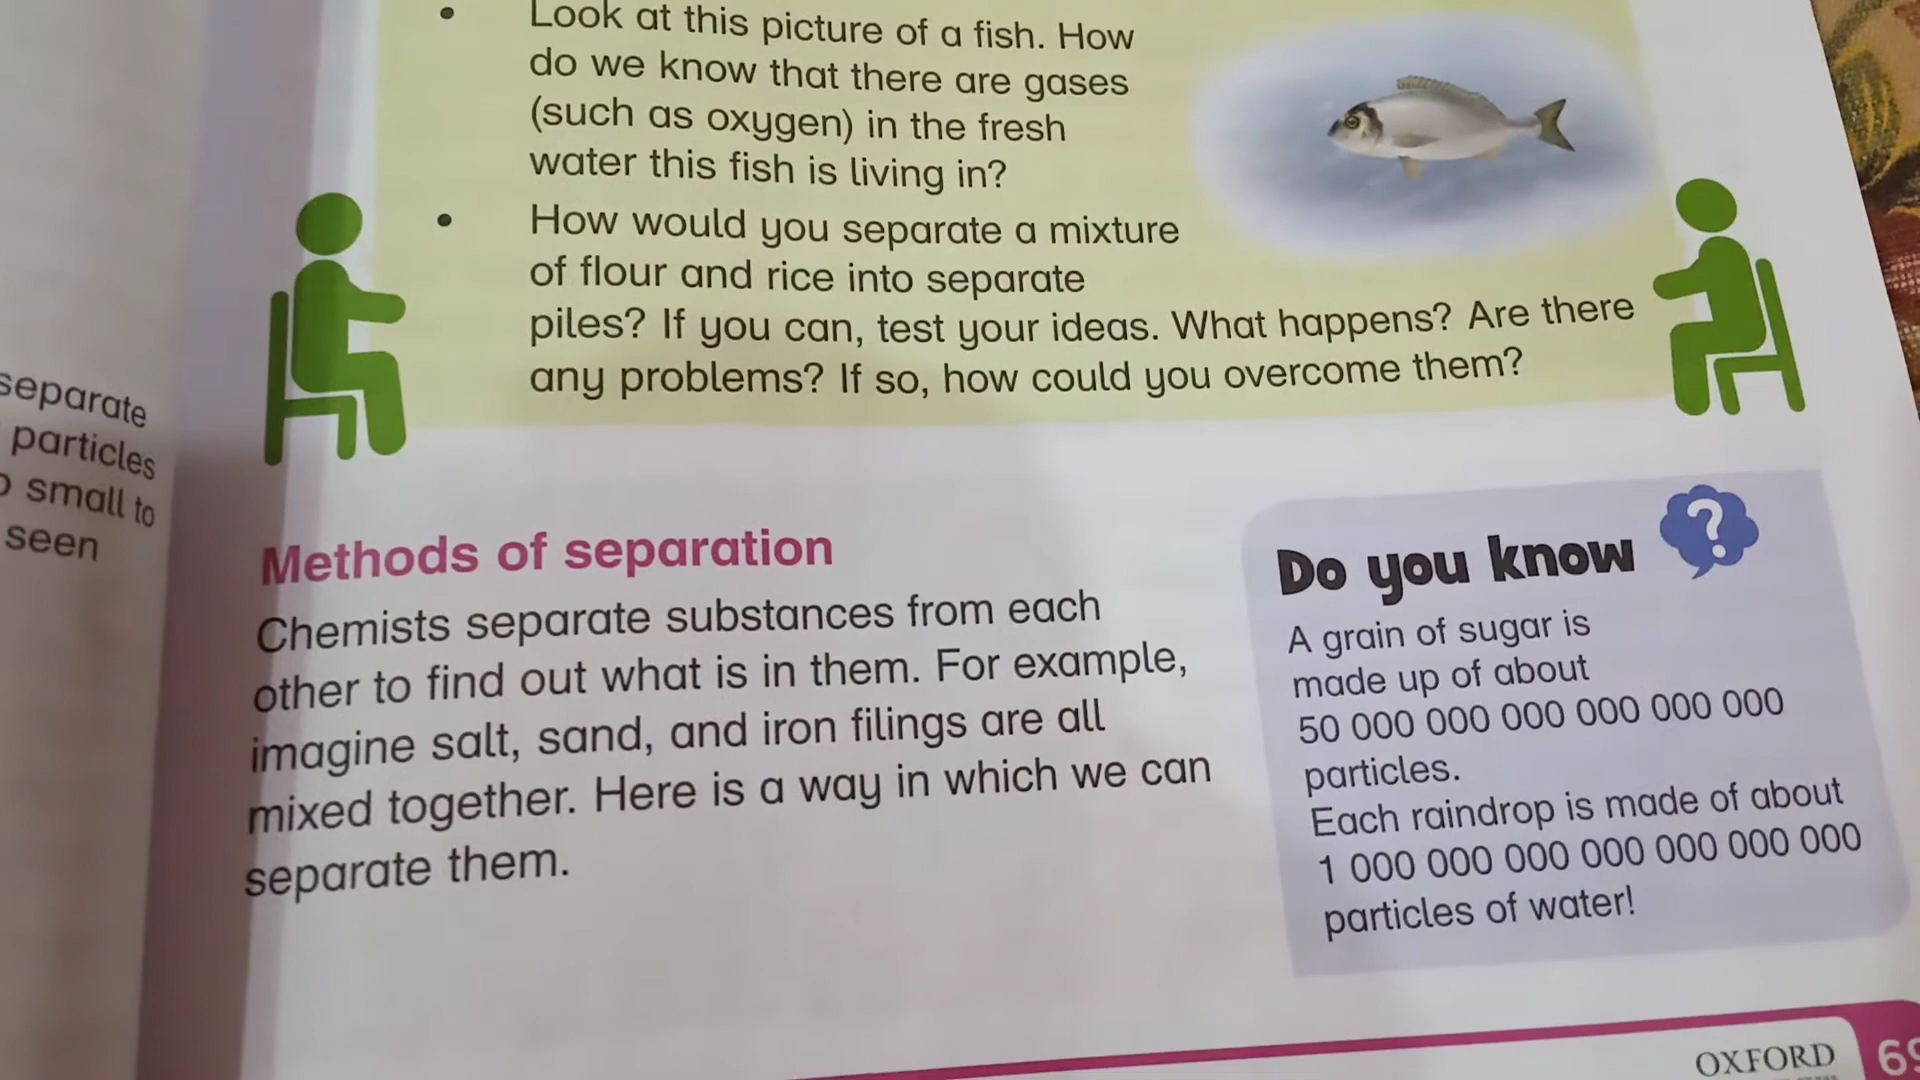 separate
particles
small to
seen
• Look at this picture of a fish. How
do we know that there are gases
(such as oxygen) in the fresh
water this fish is living in?
• How would you separate a mixture
of flour and rice into separate
piles? If you can, test your ideas. What happens? Are there
any problems? If so, how could you overcome them?
Methods of separation
Chemists separate substances from each
other to find out what is in them. For example,
imagine salt, sand, and iron filings are all
mixed together. Here is a way in which we can
separate them.
Do you know ?
A grain of sugar is
made up of about
50 000 000 000 000 000 000
particles.
Each raindrop is made of about
1 000 000 000 000 000 000 000
particles of water!
OXFORD